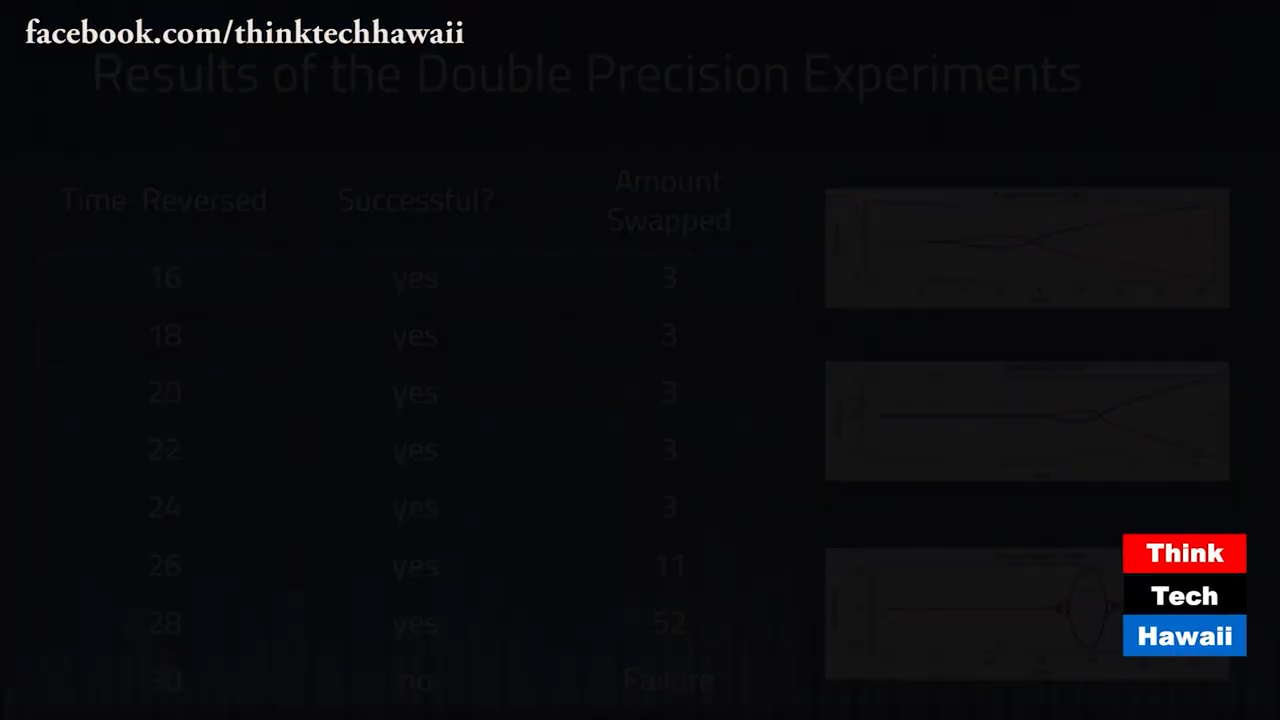 facebook.com/thinktechhawaii
Results of the Double Precision Experiments
Time-Reversed Successful? Amount Swapped
16 yes 3
18 yes 3
20 yes 3
22 yes 3
24 yes 3
26 yes 11
28 yes 52
30 no Failure
Think
Tech
Hawaii